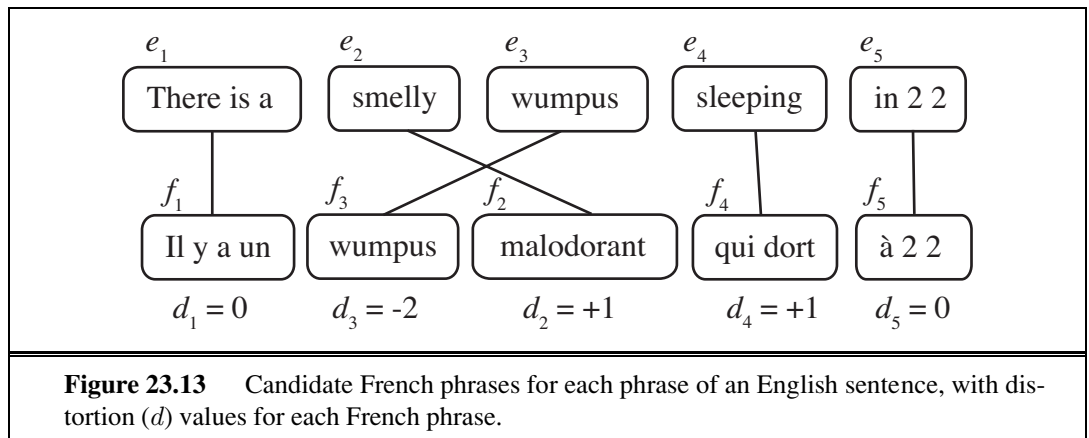 e1 e2 e3 e4 e5
There is a smelly wumpus sleeping in 2 2
f1 f3 f2 f4 f5
Il y a un wumpus malodorant qui dort à 2 2
d1 = 0 d3 = -2 d2 = +1 d4 = +1 d5 = 0
Figure 23.13 Candidate French phrases for each phrase of an English sentence, with dis-
tortion (d) values for each French phrase.